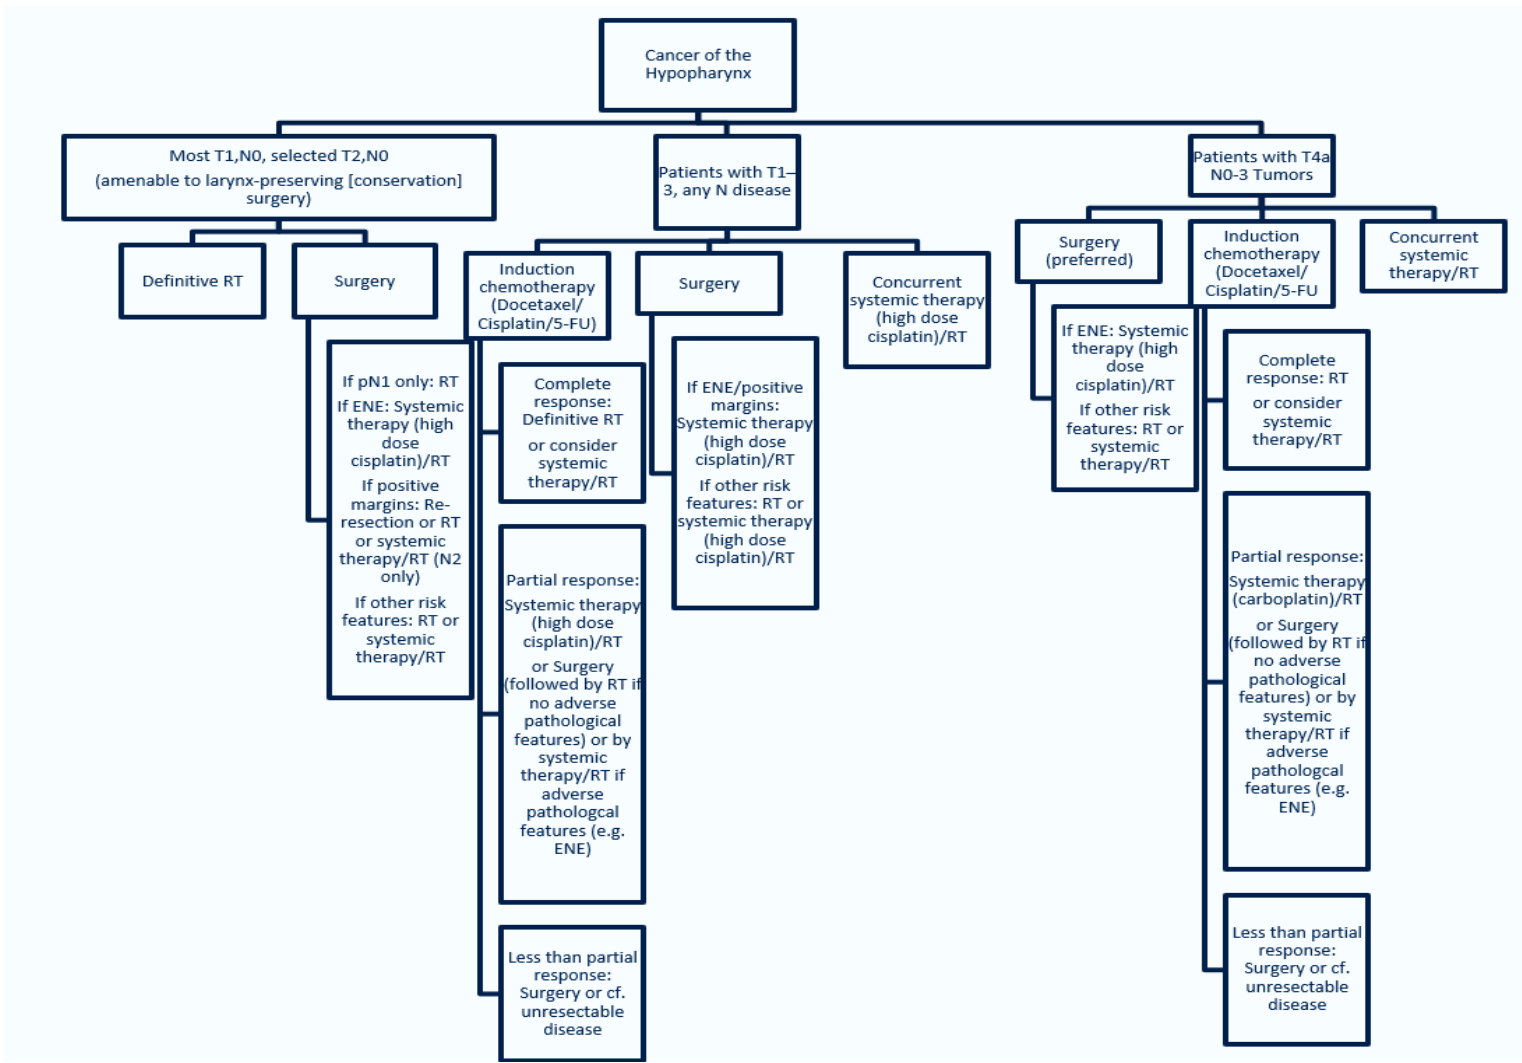 Cancer of the
Hypopharynx
Most T1,N0, selected T2,N0
(amenable to larynx-preserving [conservation]
surgery)
Definitive RT
Surgery
If pN1 only: RT
If ENE: Systemic
therapy (high
dose
cisplatin)/RT
If positive
margins: Re-
resection or RT
or systemic
therapy/RT (N2
only)
If other risk
features: RT or
systemic
therapy/RT
Patients with T1–
3, any N disease
Induction
chemotherapy
(Docetaxel/
Cisplatin/5-FU)
Complete
response:
Definitive RT
or consider
systemic
therapy/RT
Partial response:
Systemic therapy
(high dose
cisplatin)/RT
or Surgery
(followed by RT if
no adverse
pathological
features) or by
systemic
therapy/RT if
adverse
pathologcal
features (e.g.
ENE)
Less than partial
response:
Surgery or cf.
unresectable
disease
Surgery
If ENE/positive
margins:
Systemic therapy
(high dose
cisplatin)/RT
If other risk
features: RT or
systemic therapy
(high dose
cisplatin)/RT
Concurrent
systemic therapy
(high dose
cisplatin)/RT
Patients with T4a
N0-3 Tumors
Surgery
(preferred)
If ENE: Systemic
therapy (high
dose
cisplatin)/RT
If other risk
features: RT or
systemic
therapy/RT
Induction
chemotherapy
(Docetaxel/
Cisplatin/5-FU
Complete
response: RT
or consider
systemic
therapy/RT
Partial response:
Systemic therapy
(carboplatin)/RT
or Surgery
(followed by RT if
no adverse
pathological
features) or by
systemic
therapy/RT if
adverse
pathologcal
features (e.g.
ENE)
Less than partial
response:
Surgery or cf.
unresectable
disease
Concurrent
systemic
therapy/RT